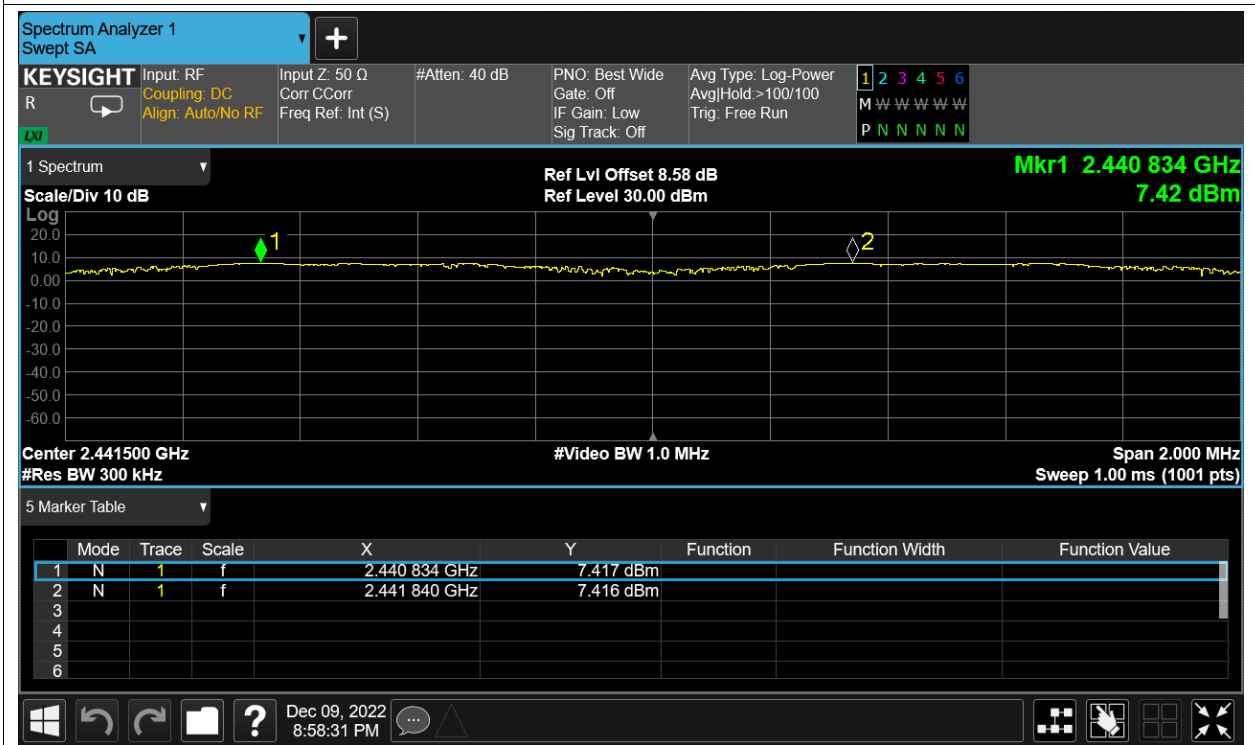 Spectrum Analyzer 1
Swept SA
KEYSIGHT
R
LXI
Input: RF
Coupling: DC
Align: Auto/No RF
Input Z: 50 Ω
Corr CCorr
Freq Ref: Int (S)
#Atten: 40 dB
PNO: Best Wide
Gate: Off
IF Gain: Low
Sig Track: Off
Avg Type: Log-Power
Avg|Hold:>100/100
Trig: Free Run
1 2 3 4 5 6
M W W W W W
P N N N N N
1 Spectrum
Scale/Div 10 dB
Ref Lvl Offset 8.58 dB
Ref Level 30.00 dBm
Mkr1 2.440 834 GHz
7.42 dBm
Log
20.0
10.0
0.00
-10.0
-20.0
-30.0
-40.0
-50.0
-60.0
1
2
Center 2.441500 GHz
#Video BW 1.0 MHz
Span 2.000 MHz
#Res BW 300 kHz
Sweep 1.00 ms (1001 pts)
5 Marker Table
Mode Trace Scale X Y Function Function Width Function Value
1 N 1 f 2.440 834 GHz 7.417 dBm
2 N 1 f 2.441 840 GHz 7.416 dBm
3
4
5
6
?
Dec 09, 2022
8:58:31 PM